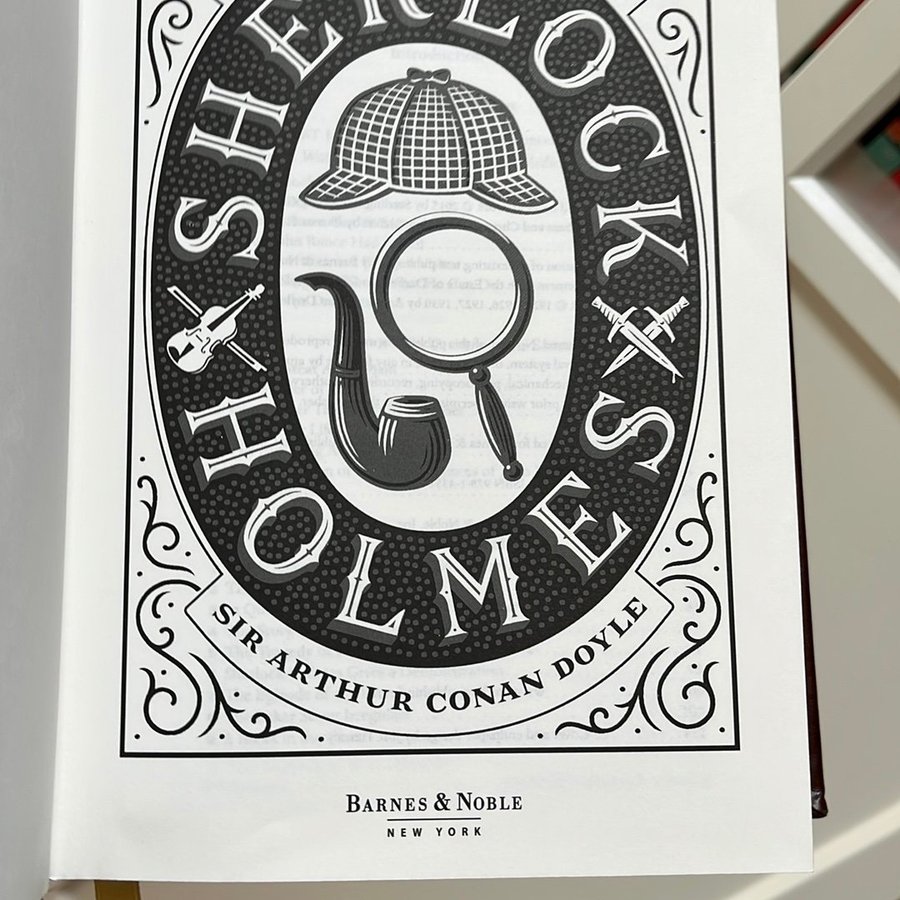 SHERLOCK
HOLMES
SIR ARTHUR CONAN DOYLE
BARNES & NOBLE
NEW YORK